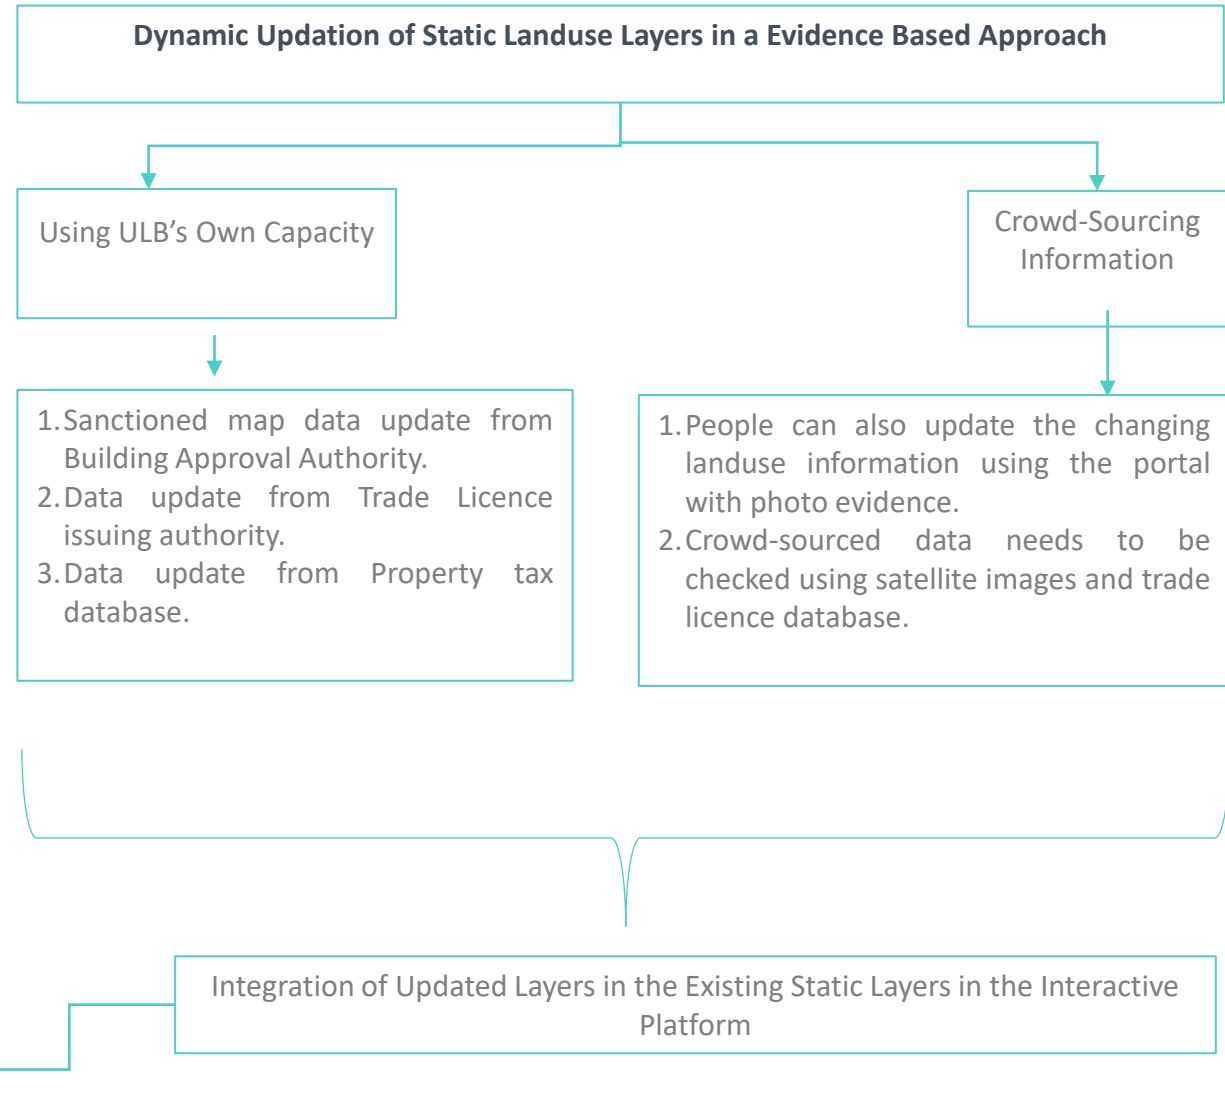 Dynamic Updation of Static Landuse Layers in a Evidence Based Approach
Using ULB’s Own Capacity
Crowd-Sourcing
Information
1.Sanctioned map data update from
Building Approval Authority.
2.Data update from Trade Licence
issuing authority.
3.Data update from Property tax
database.
1.People can also update the changing
landuse information using the portal
with photo evidence.
2.Crowd-sourced data needs to be
checked using satellite images and trade
licence database.
Integration of Updated Layers in the Existing Static Layers in the Interactive
Platform